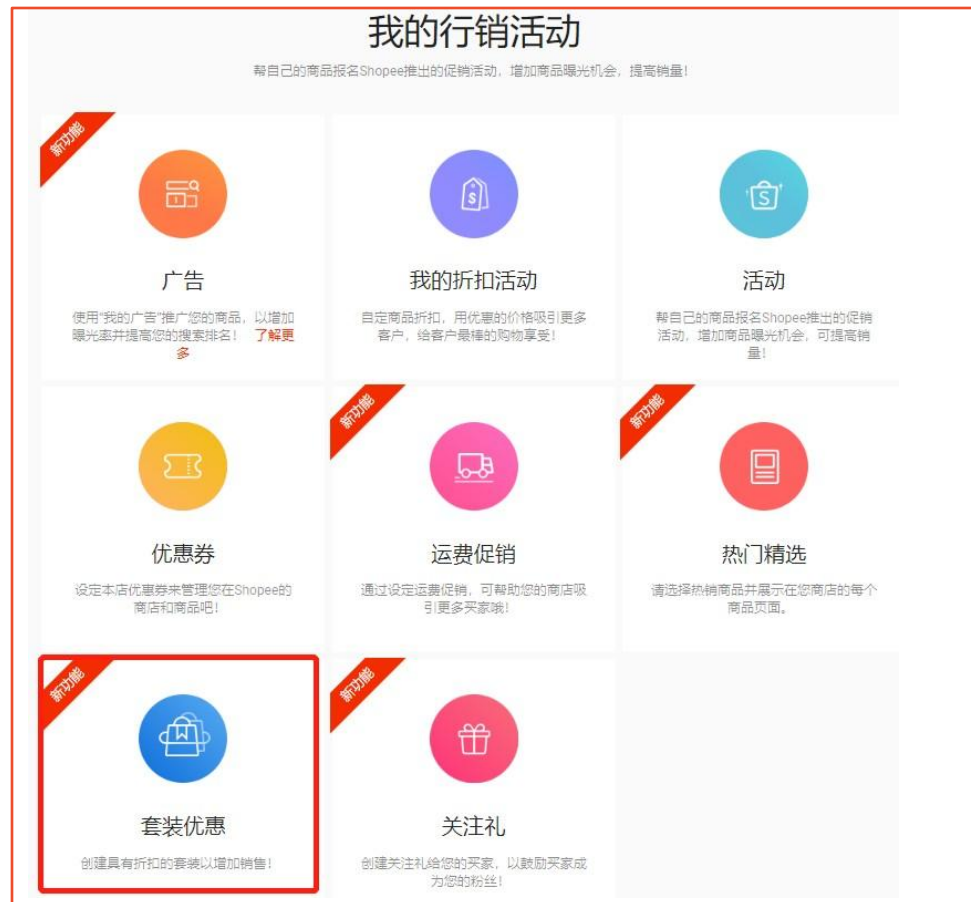 我的行销活动
帮自己的商品报名Shopee推出的促销活动，增加商品曝光机会，提高销量！
新功能
广告
使用“我的广告”推广您的商品，以增加
曝光率并提高您的搜索排名！ 了解更
多
我的折扣活动
自定商品折扣，用优惠的价格吸引更多
客户，给客户最棒的购物享受！
活动
帮自己的商品报名Shopee推出的促销
活动，增加商品曝光机会，可提高销
量！
优惠券
设定本店优惠券来管理您在Shopee的
商店和商品吧！
新功能
运费促销
通过设定运费促销，可帮助您的商店吸
引更多买家哦！
新功能
热门精选
请选择热销商品并展示在您商店的每个
商品页面。
新功能
套装优惠
创建具有折扣的套装以增加销售！
新功能
关注礼
创建关注礼给您的买家，以鼓励买家成
为您的粉丝！